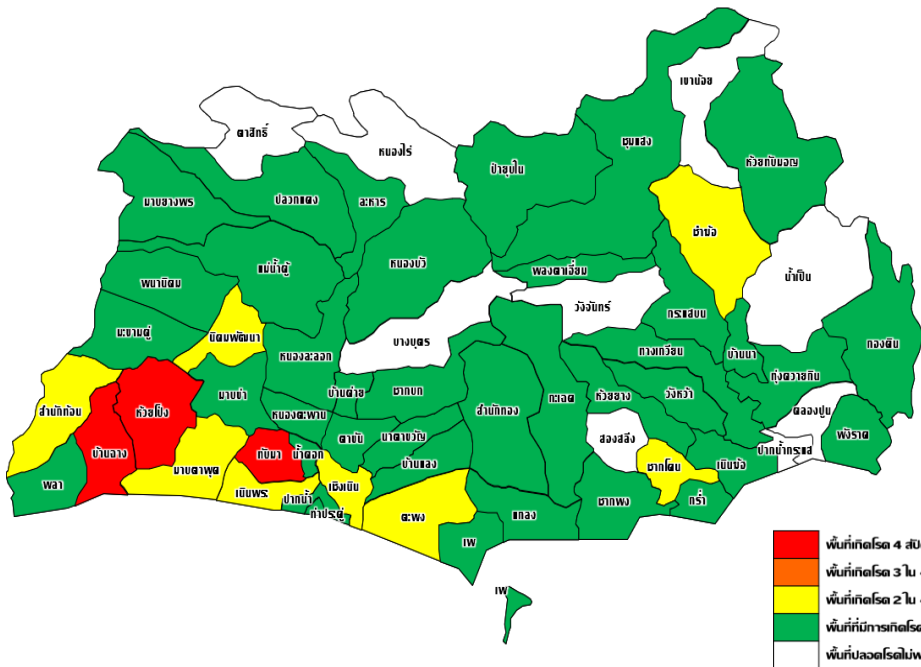 เขาน้อย
ตาสิทธิ์
ชุมแสง
หนองไร่
ห้วยทับมอญ
ป่ายุบใน
มาบยางพร
ปลวกแดง
ละหาร
ชำฆ้อ
แม่น้ำคู้
หนองบัว
พลงตาเอี่ยม
น้ำเป็น
พนานิคม
วังจันทร์
กระแสบน
มะขามคู่
นิคมพัฒนา
บางบุตร
กองดิน
หนองละลอก
ทางเกวียน
บ้านนา
ทุ่งควายกิน
สำนักท้อน
ห้วยโป่ง
มาบข่า
บ้านค่าย
ชากบก
สำนักทอง
กะเฉด
ห้วยยาง
วังหว้า
หนองตะพาน
คลองปูน
พังราด
ตาขัน
นาตาขวัญ
สองสลึง
ทับมา
น้ำคอก
ปากน้ำกระแส
บ้านฉาง
บ้านแลง
ชากโดน
เนินฆ้อ
พลา
มาบตาพุด
เนินพระ
ปากน้ำ
เชิงเนิน
ท่าประดู่
ตะพง
แกลง
ชากพง
กร่ำ
เพ
เพ
พื้นที่เกิดโรค 4 สัป
พื้นที่เกิดโรค 3 ใน
พื้นที่เกิดโรค 2 ใน
พื้นที่ที่มีการเกิดโรค
พื้นที่ปลอดโรคไม่พ